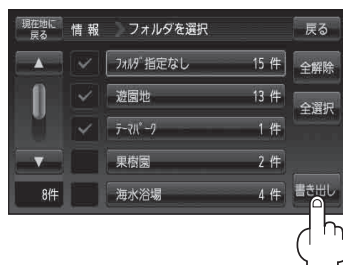 現在地に
戻る
情報
フォルダを選択
戻る
フォルダ指定なし 15 件
全解除
遊園地 13 件
全選択
テーマパーク 1 件
果樹園 2 件
8件
海水浴場 4 件
書き出し